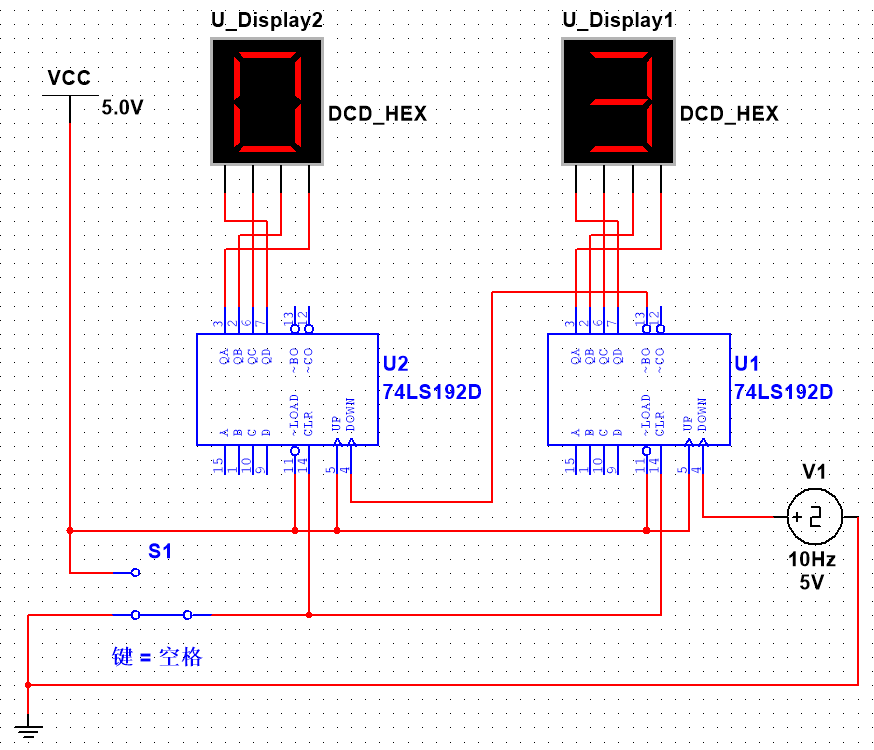 U_Display2
U_Display1
VCC
5.0V
DCD_HEX
DCD_HEX
3 2 6 7 13 12
QA QB QC QD ~BO ~CO
U2
74LS192D
A B C D ~LOAD CLR UP DOWN
15 1 10 9 11 14 5 4
3 2 6 7 13 12
QA QB QC QD ~BO ~CO
U1
74LS192D
A B C D ~LOAD CLR UP DOWN
15 1 10 9 11 14 5 4
V1
10Hz
5V
S1
键 = 空格